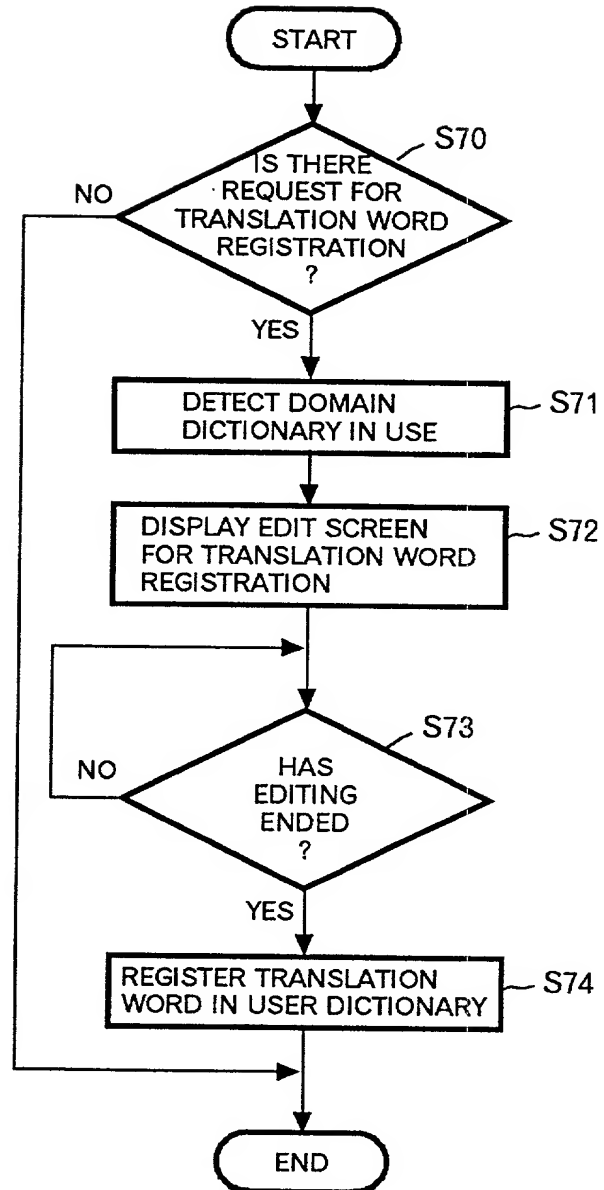 START
S70
IS THERE
REQUEST FOR
TRANSLATION WORD
REGISTRATION
?
NO
YES
DETECT DOMAIN
DICTIONARY IN USE
S71
DISPLAY EDIT SCREEN
FOR TRANSLATION WORD
REGISTRATION
S72
S73
HAS
EDITING
ENDED
?
NO
YES
REGISTER TRANSLATION
WORD IN USER DICTIONARY
S74
END